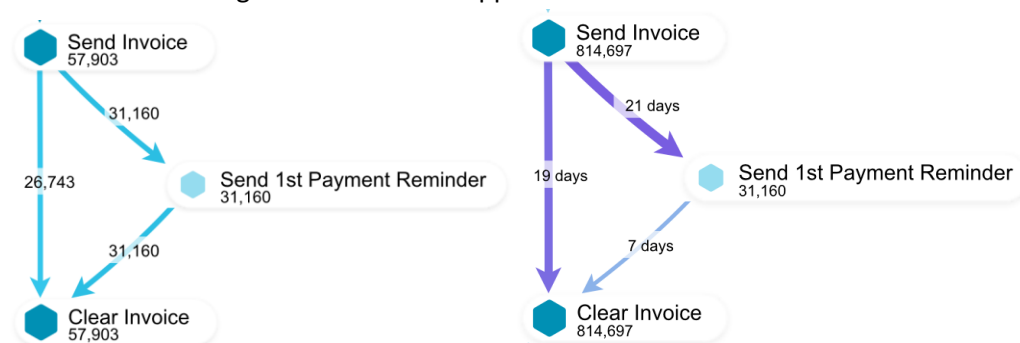 Send Invoice
57,903
31,160
26,743
Send 1st Payment Reminder
31,160
31,160
Clear Invoice
57,903
Send Invoice
814,697
21 days
19 days
Send 1st Payment Reminder
31,160
7 days
Clear Invoice
814,697